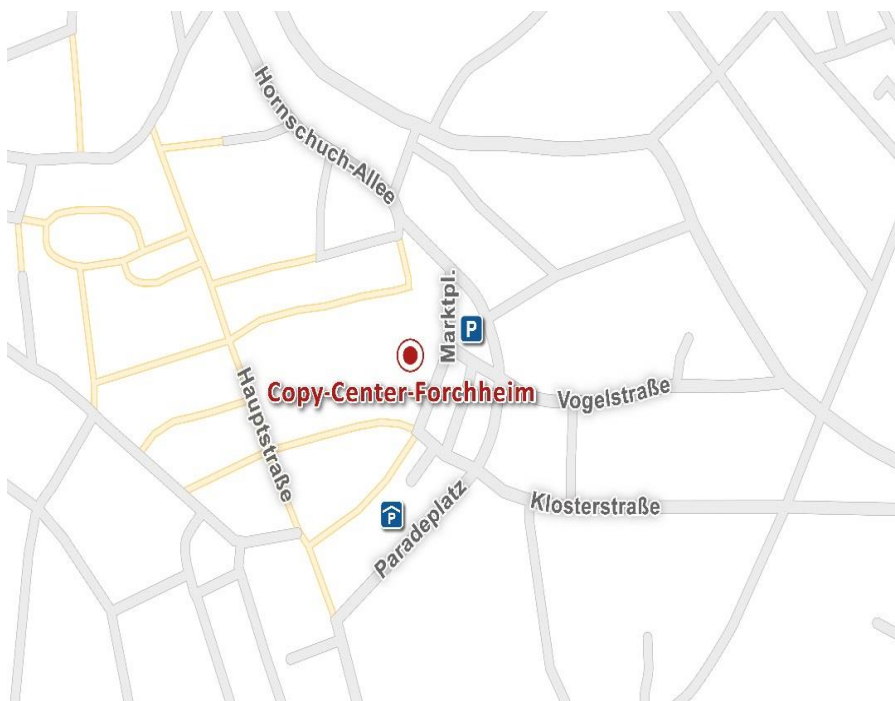 Hornschuch-Allee
Marktpl.
P
Copy-Center-Forchheim
Hauptstraße
Vogelstraße
Klosterstraße
P
Paradeplatz